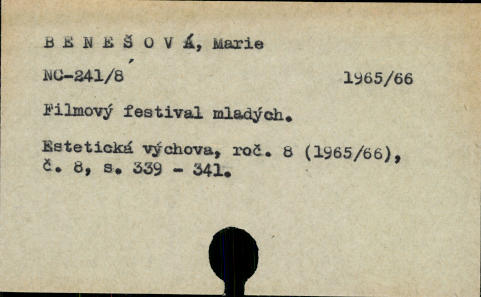 B E N E Š O V Á, Marie
NC-241/8 1965/66
Filmový festival mladých.
Estetická výchova, roč. 8 (1965/66),
č. 8, s. 339 - 341.